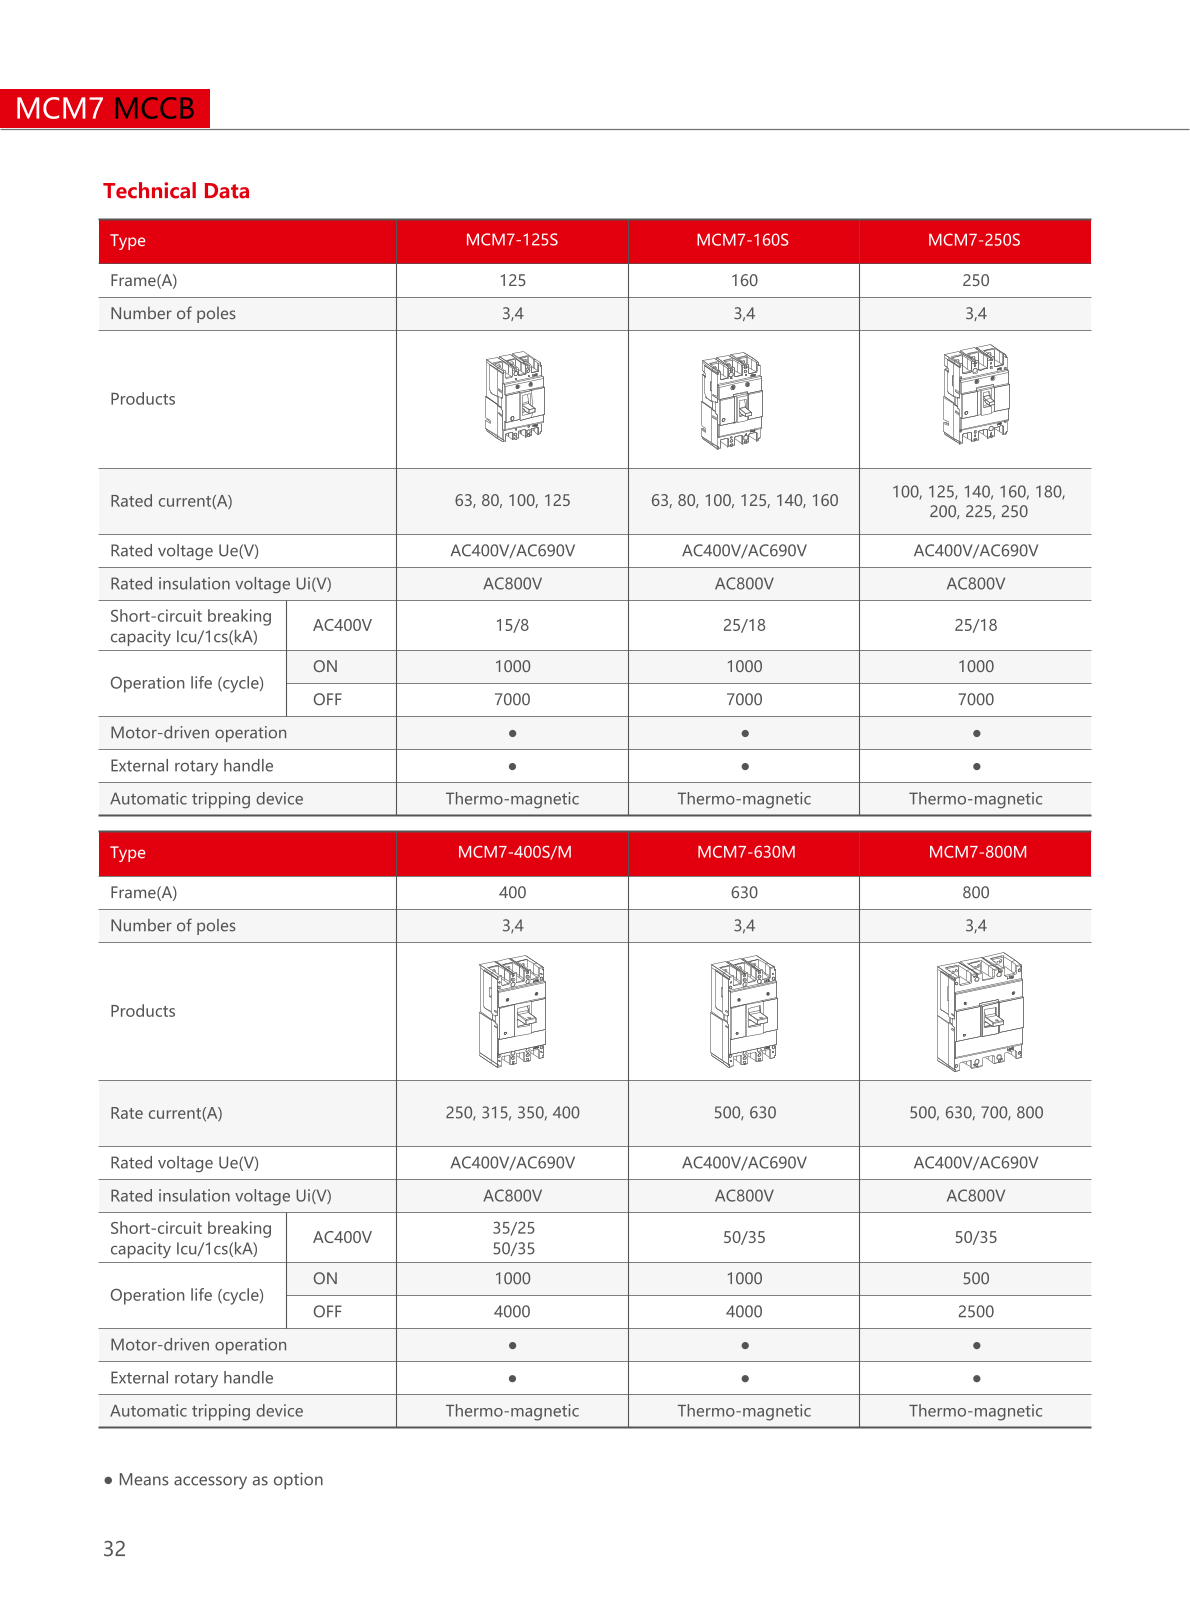 MCM7 MCCB
Technical Data
Type MCM7-125S MCM7-160S MCM7-250S
Frame(A) 125 160 250
Number of poles 3,4 3,4 3,4
Products
Rated current(A) 63, 80, 100, 125 63, 80, 100, 125, 140, 160 100, 125, 140, 160, 180,
200, 225, 250
Rated voltage Ue(V) AC400V/AC690V AC400V/AC690V AC400V/AC690V
Rated insulation voltage Ui(V) AC800V AC800V AC800V
Short-circuit breaking
capacity Icu/1cs(kA) AC400V 15/8 25/18 25/18
Operation life (cycle) ON 1000 1000 1000
OFF 7000 7000 7000
Motor-driven operation ● ● ●
External rotary handle ● ● ●
Automatic tripping device Thermo-magnetic Thermo-magnetic Thermo-magnetic
Type MCM7-400S/M MCM7-630M MCM7-800M
Frame(A) 400 630 800
Number of poles 3,4 3,4 3,4
Products
Rate current(A) 250, 315, 350, 400 500, 630 500, 630, 700, 800
Rated voltage Ue(V) AC400V/AC690V AC400V/AC690V AC400V/AC690V
Rated insulation voltage Ui(V) AC800V AC800V AC800V
Short-circuit breaking
capacity Icu/1cs(kA) AC400V 35/25
50/35 50/35 50/35
Operation life (cycle) ON 1000 1000 500
OFF 4000 4000 2500
Motor-driven operation ● ● ●
External rotary handle ● ● ●
Automatic tripping device Thermo-magnetic Thermo-magnetic Thermo-magnetic
● Means accessory as option
32